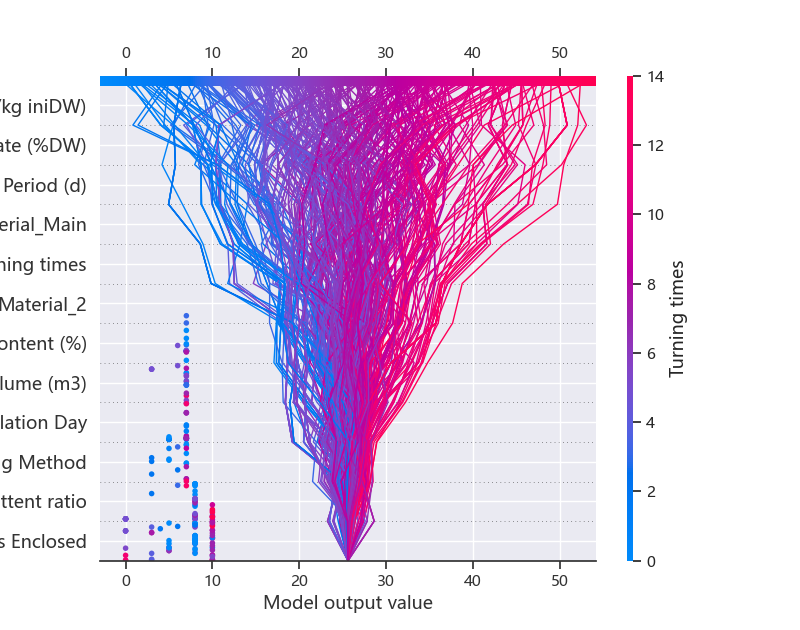 0 10 20 30 40 50
/kg iniDW)
ate (%DW)
Period (d)
erial_Main
ning times
Material_2
ontent (%)
lume (m3)
lation Day
g Method
ttent ratio
s Enclosed
0 10 20 30 40 50
Model output value
14
12
10
8
6
4
2
0
Turning times